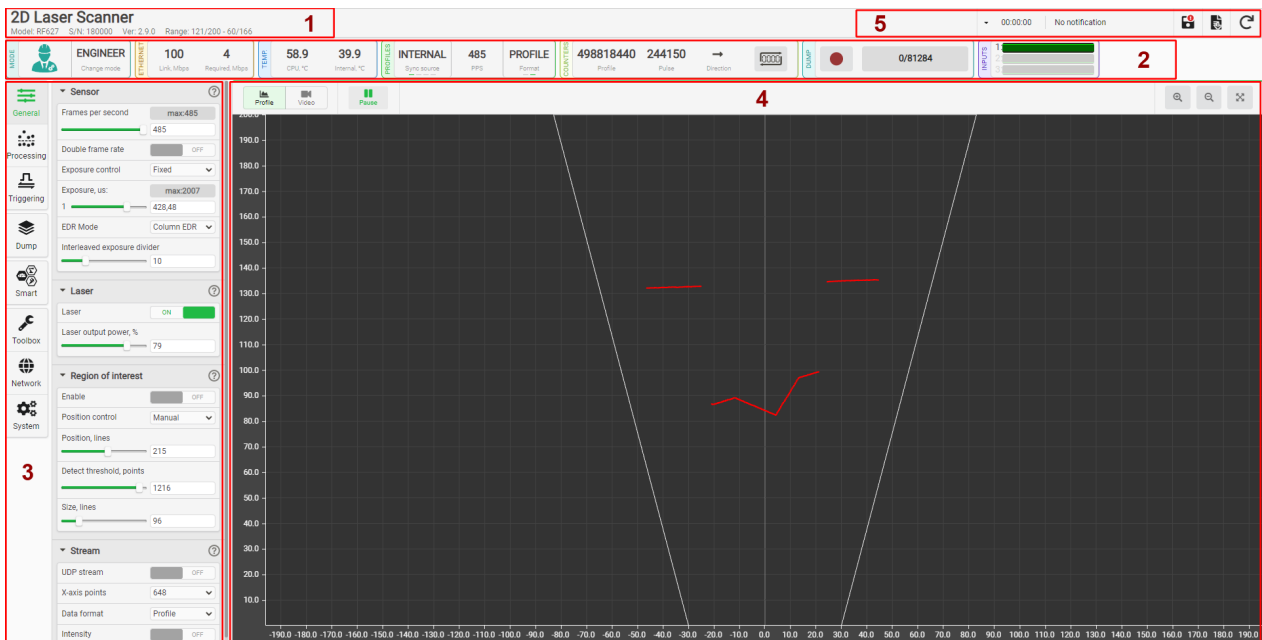 2D Laser Scanner
Model: RF627 S/N: 180000 Ver: 2.9.0 Range: 121/200 - 60/166
1
5
00:00:00 No notification
MODE
ENGINEER
Change mode
ETHERNET
100 4
Link, Mbps Required, Mbps
TEMP.
58.9 39.9
CPU, °C Internal, °C
PROFILES
INTERNAL 485 PROFILE
Sync source PPS Format
COUNTERS
498818440 244150 →
Profile Pulse Direction
0000
DUMP
0/81284
INPUTS
1
2
3
2
General
Processing
Triggering
Dump
Smart
Toolbox
Network
System
3
Sensor ?
Frames per second max:485
485
Double frame rate OFF
Exposure control Fixed
Exposure, us: max:2007
1 428,48
EDR Mode Column EDR
Interleaved exposure divider
10
Laser ?
Laser ON
Laser output power, %
79
Region of interest ?
Enable OFF
Position control Manual
Position, lines
215
Detect threshold, points
1216
Size, lines
96
Stream ?
UDP stream OFF
X-axis points 648
Data format Profile
Intensity OFF
Profile Video Pause
4
200.0
190.0
180.0
170.0
160.0
150.0
140.0
130.0
120.0
110.0
100.0
90.0
80.0
70.0
60.0
50.0
40.0
30.0
20.0
10.0
-190.0 -180.0 -170.0 -160.0 -150.0 -140.0 -130.0 -120.0 -110.0 -100.0 -90.0 -80.0 -70.0 -60.0 -50.0 -40.0 -30.0 -20.0 -10.0 0.0 10.0 20.0 30.0 40.0 50.0 60.0 70.0 80.0 90.0 100.0 110.0 120.0 130.0 140.0 150.0 160.0 170.0 180.0 190.0